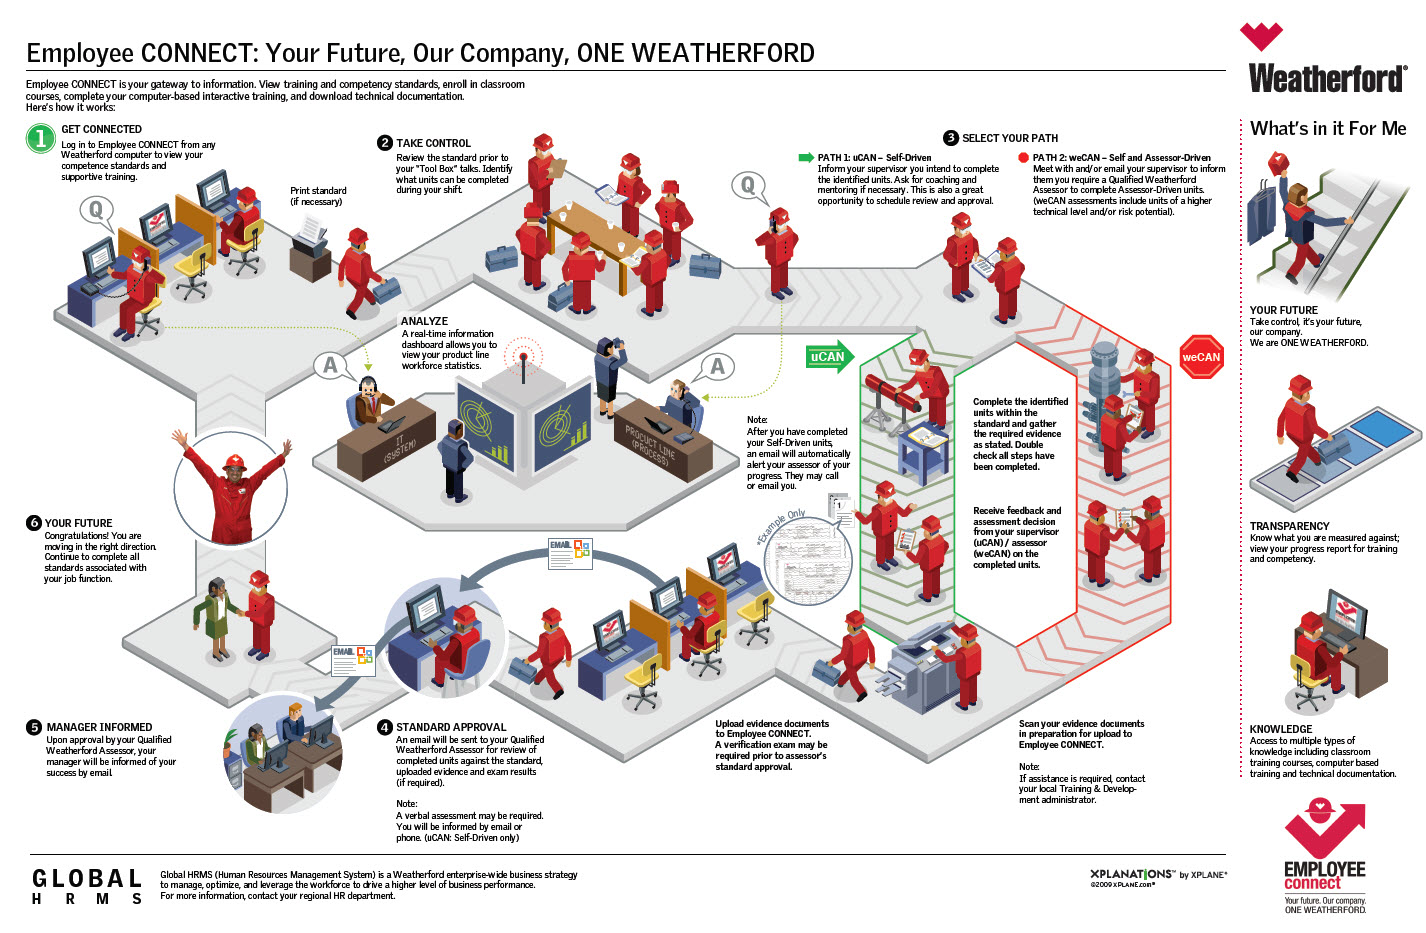 Employee CONNECT: Your Future, Our Company, ONE WEATHERFORD
Employee CONNECT is your gateway to information. View training and competency standards, enroll in classroom
courses, complete your computer-based interactive training, and download technical documentation.
Here's how it works:
Weatherford®
What's in it For Me
1 GET CONNECTED
Log in to Employee CONNECT from any
Weatherford computer to view your
competence standards and
supportive training.
Print standard
(if necessary)
Q
2 TAKE CONTROL
Review the standard prior to
your "Tool Box" talks. Identify
what units can be completed
during your shift.
Q
3 SELECT YOUR PATH
PATH 1: uCAN – Self-Driven
Inform your supervisor you intend to complete
the identified units. Ask for coaching and
mentoring if necessary. This is also a great
opportunity to schedule review and approval.
PATH 2: weCAN – Self and Assessor-Driven
Meet with and/or email your supervisor to inform
them you require a Qualified Weatherford
Assessor to complete Assessor-Driven units.
(weCAN assessments include units of a higher
technical level and/or risk potential).
ANALYZE
A real-time information
dashboard allows you to
view your product line
workforce statistics.
A
A
IT
(SYSTEM)
PRODUCT LINE
(PROCESS)
uCAN
weCAN
Note:
After you have completed
your Self-Driven units,
an email will automatically
alert your assessor of your
progress. They may call
or email you.
*Example Only
1
Complete the identified
units within the
standard and gather
the required evidence
as stated. Double
check all steps have
been completed.
Receive feedback and
assessment decision
from your supervisor
(uCAN) / assessor
(weCAN) on the
completed units.
YOUR FUTURE
Take control, it's your future,
our company.
We are ONE WEATHERFORD.
TRANSPARENCY
Know what you are measured against;
view your progress report for training
and competency.
KNOWLEDGE
Access to multiple types of
knowledge including classroom
training courses, computer based
training and technical documentation.
6 YOUR FUTURE
Congratulations! You are
moving in the right direction.
Continue to complete all
standards associated with
your job function.
EMAIL
EMAIL
5 MANAGER INFORMED
Upon approval by your Qualified
Weatherford Assessor, your
manager will be informed of your
success by email.
4 STANDARD APPROVAL
An email will be sent to your Qualified
Weatherford Assessor for review of
completed units against the standard,
uploaded evidence and exam results
(if required).
Note:
A verbal assessment may be required.
You will be informed by email or
phone. (uCAN: Self-Driven only)
Upload evidence documents
to Employee CONNECT.
A verification exam may be
required prior to assessor's
standard approval.
Scan your evidence documents
in preparation for upload to
Employee CONNECT.
Note:
If assistance is required, contact
your local Training & Develop-
ment administrator.
GLOBAL
HRMS
Global HRMS (Human Resources Management System) is a Weatherford enterprise-wide business strategy
to manage, optimize, and leverage the workforce to drive a higher level of business performance.
For more information, contact your regional HR department.
XPLANATiONS™ by XPLANE®
©2009 XPLANE.com®
EMPLOYEE
connect
Your future. Our company.
ONE WEATHERFORD.